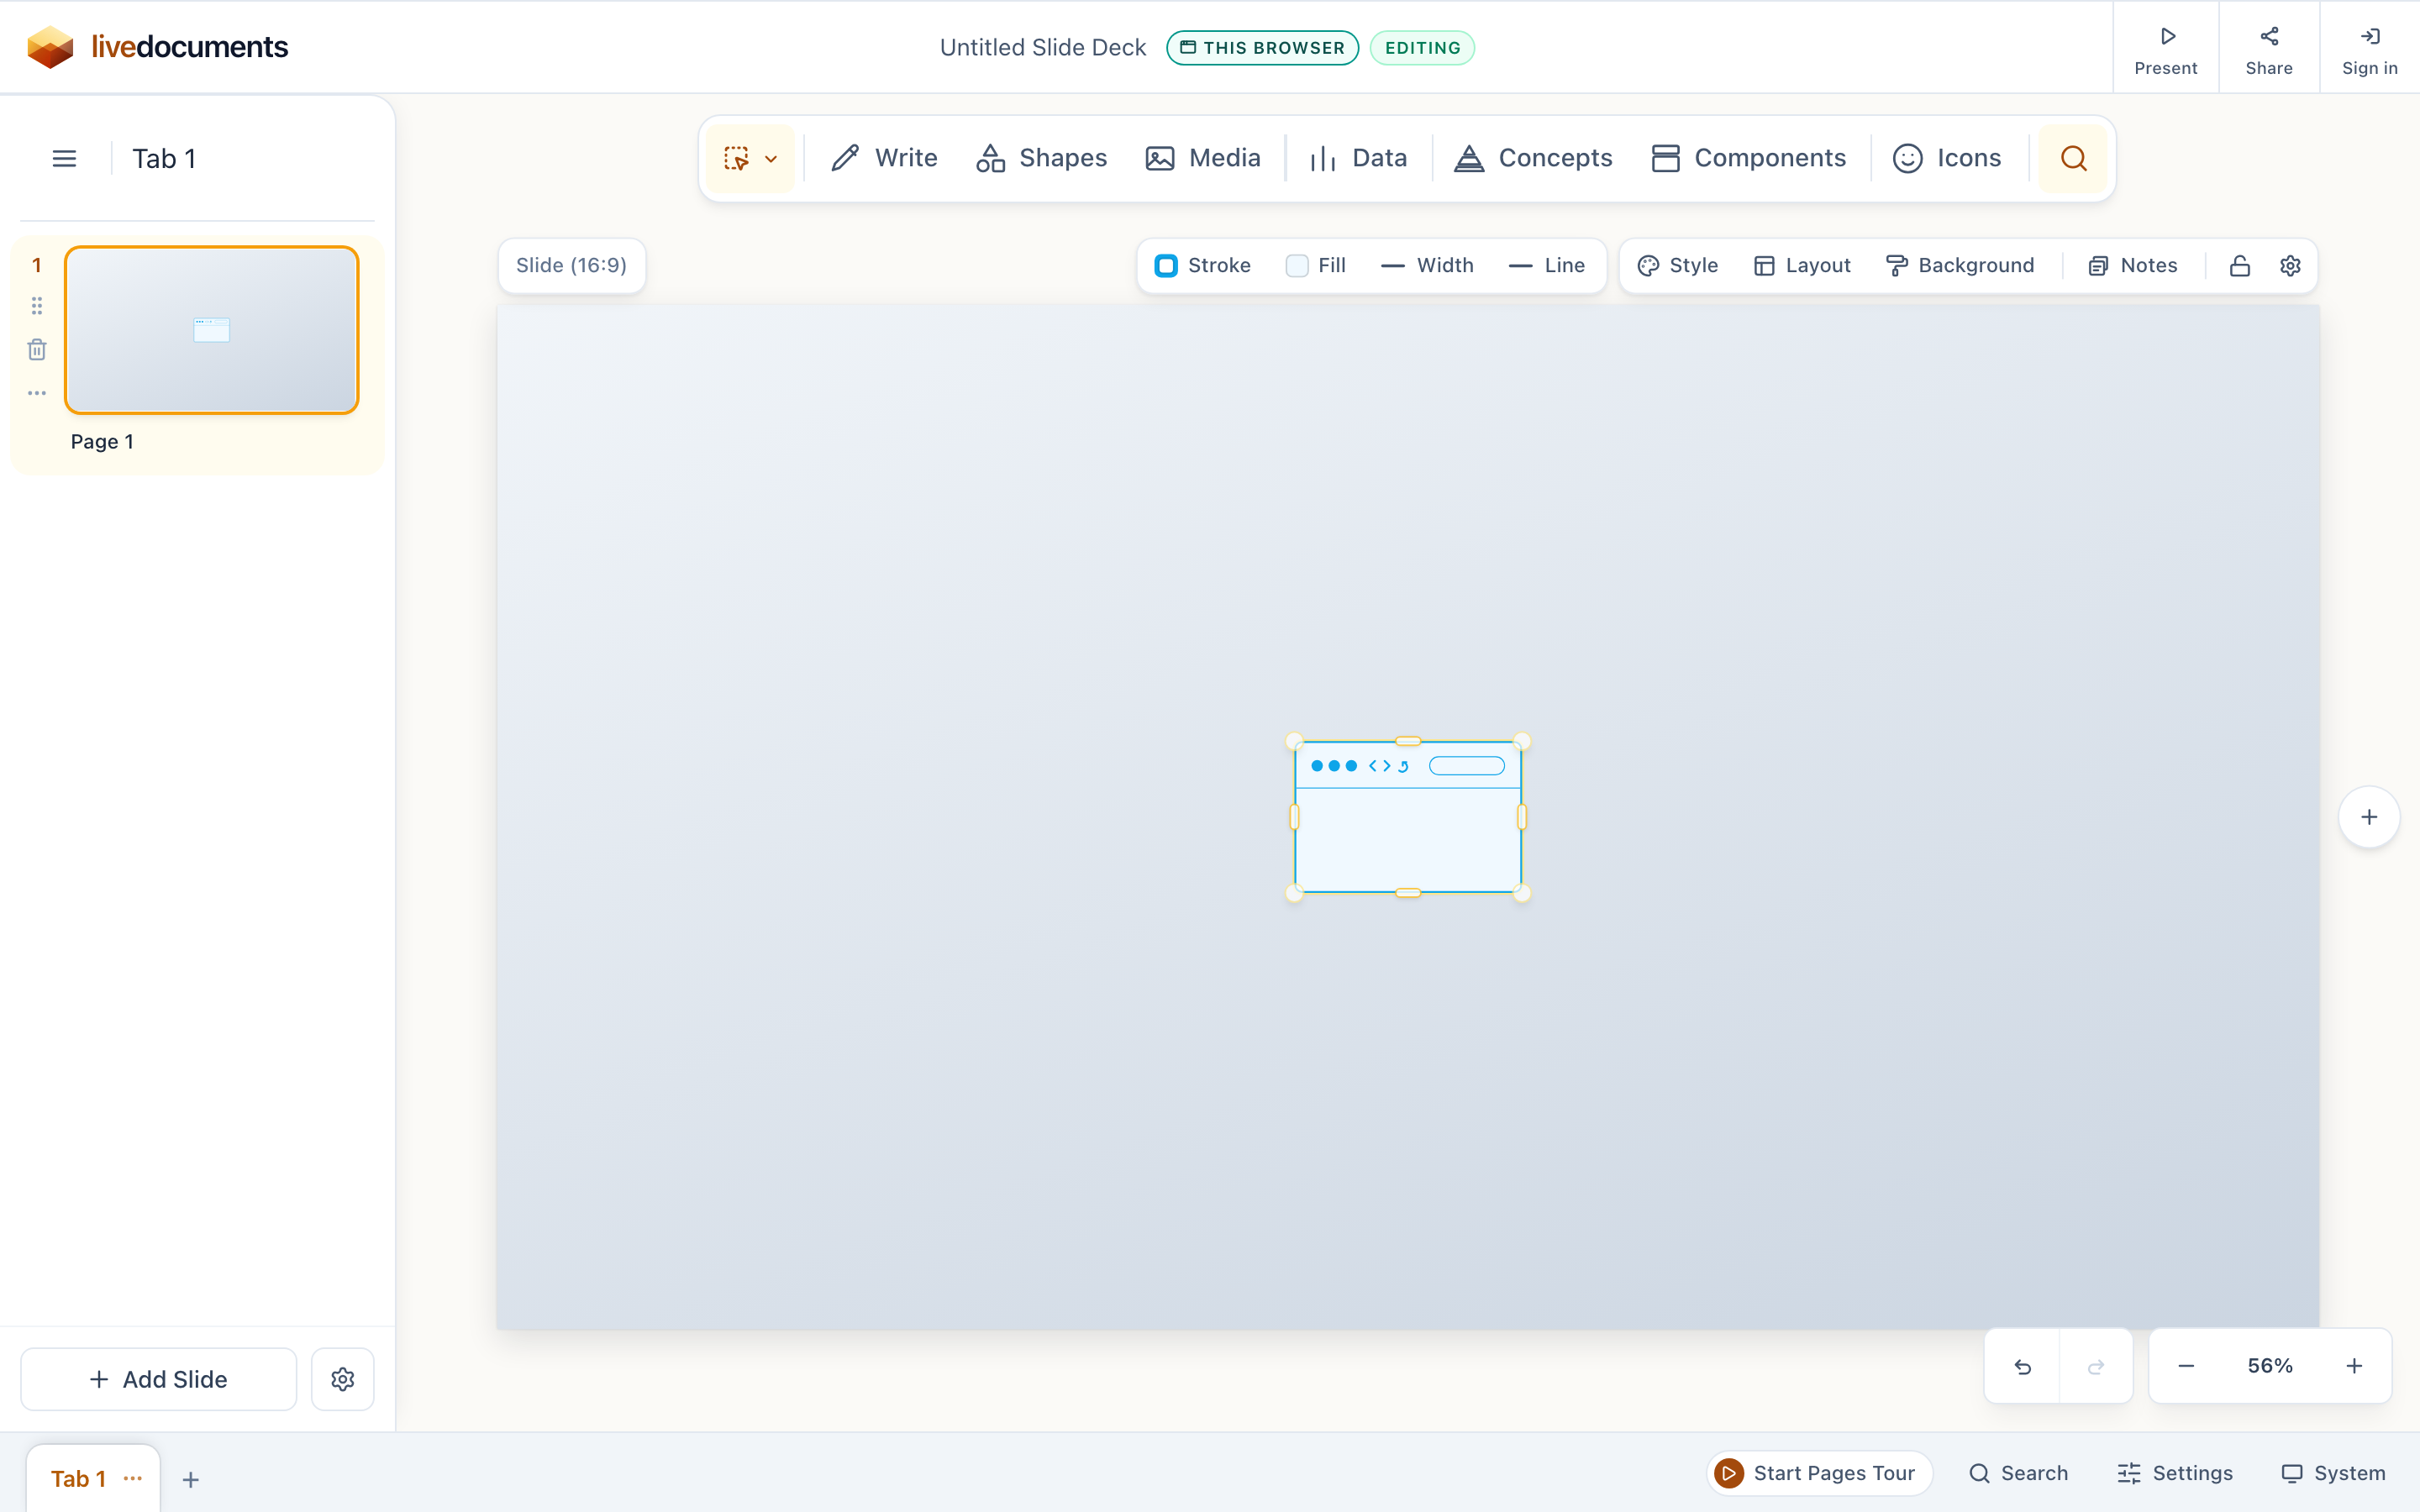 livedocuments
Untitled Slide Deck
THIS BROWSER
EDITING
Present
Share
Sign in
Tab 1
Write
Shapes
Media
Data
Concepts
Components
Icons
1
Page 1
Slide (16:9)
Stroke
Fill
Width
Line
Style
Layout
Background
Notes
Add Slide
56%
Tab 1
Start Pages Tour
Search
Settings
System